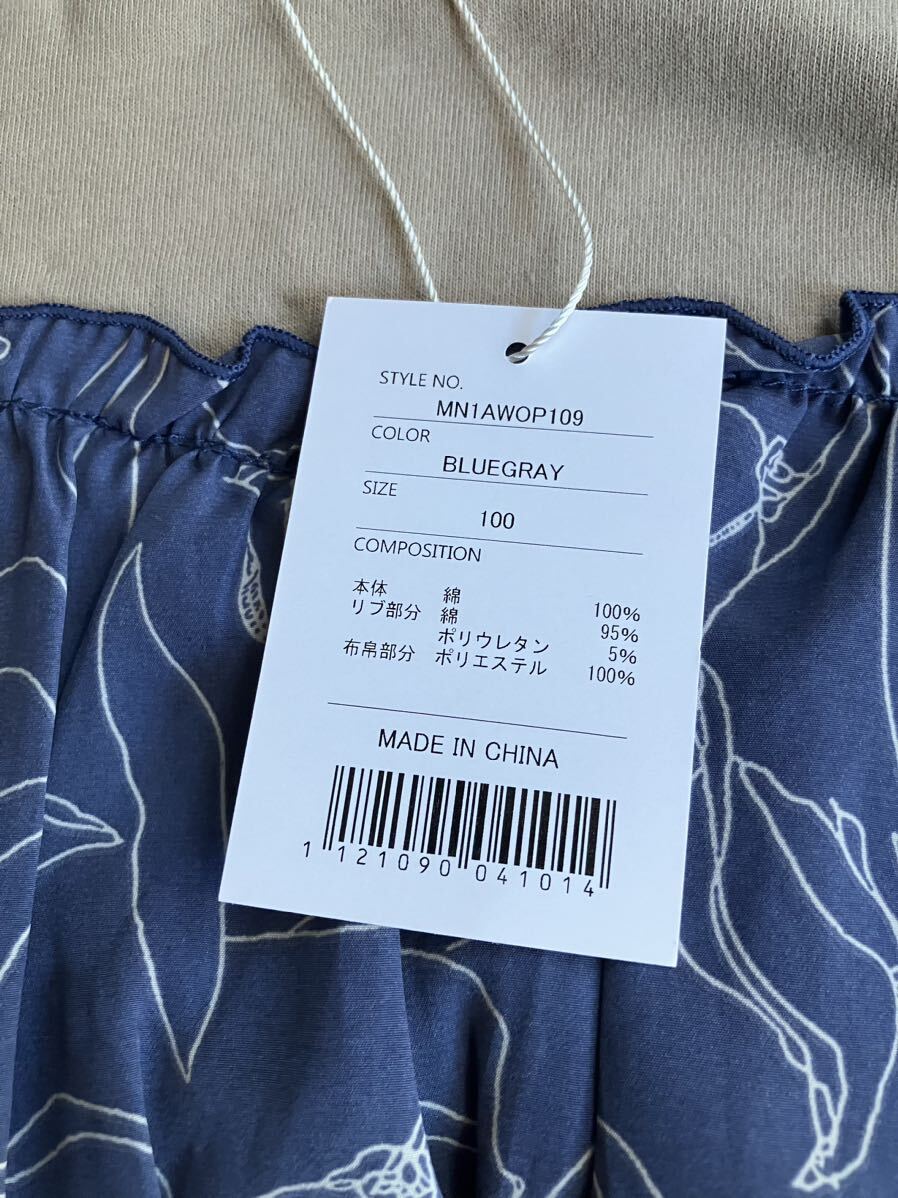 STYLE NO.
MN1AWOP109
COLOR
BLUEGRAY
SIZE
100
COMPOSITION
本体 綿 100%
リブ部分 綿 95%
ポリウレタン 5%
布帛部分 ポリエステル 100%
MADE IN CHINA
1 121090 041014